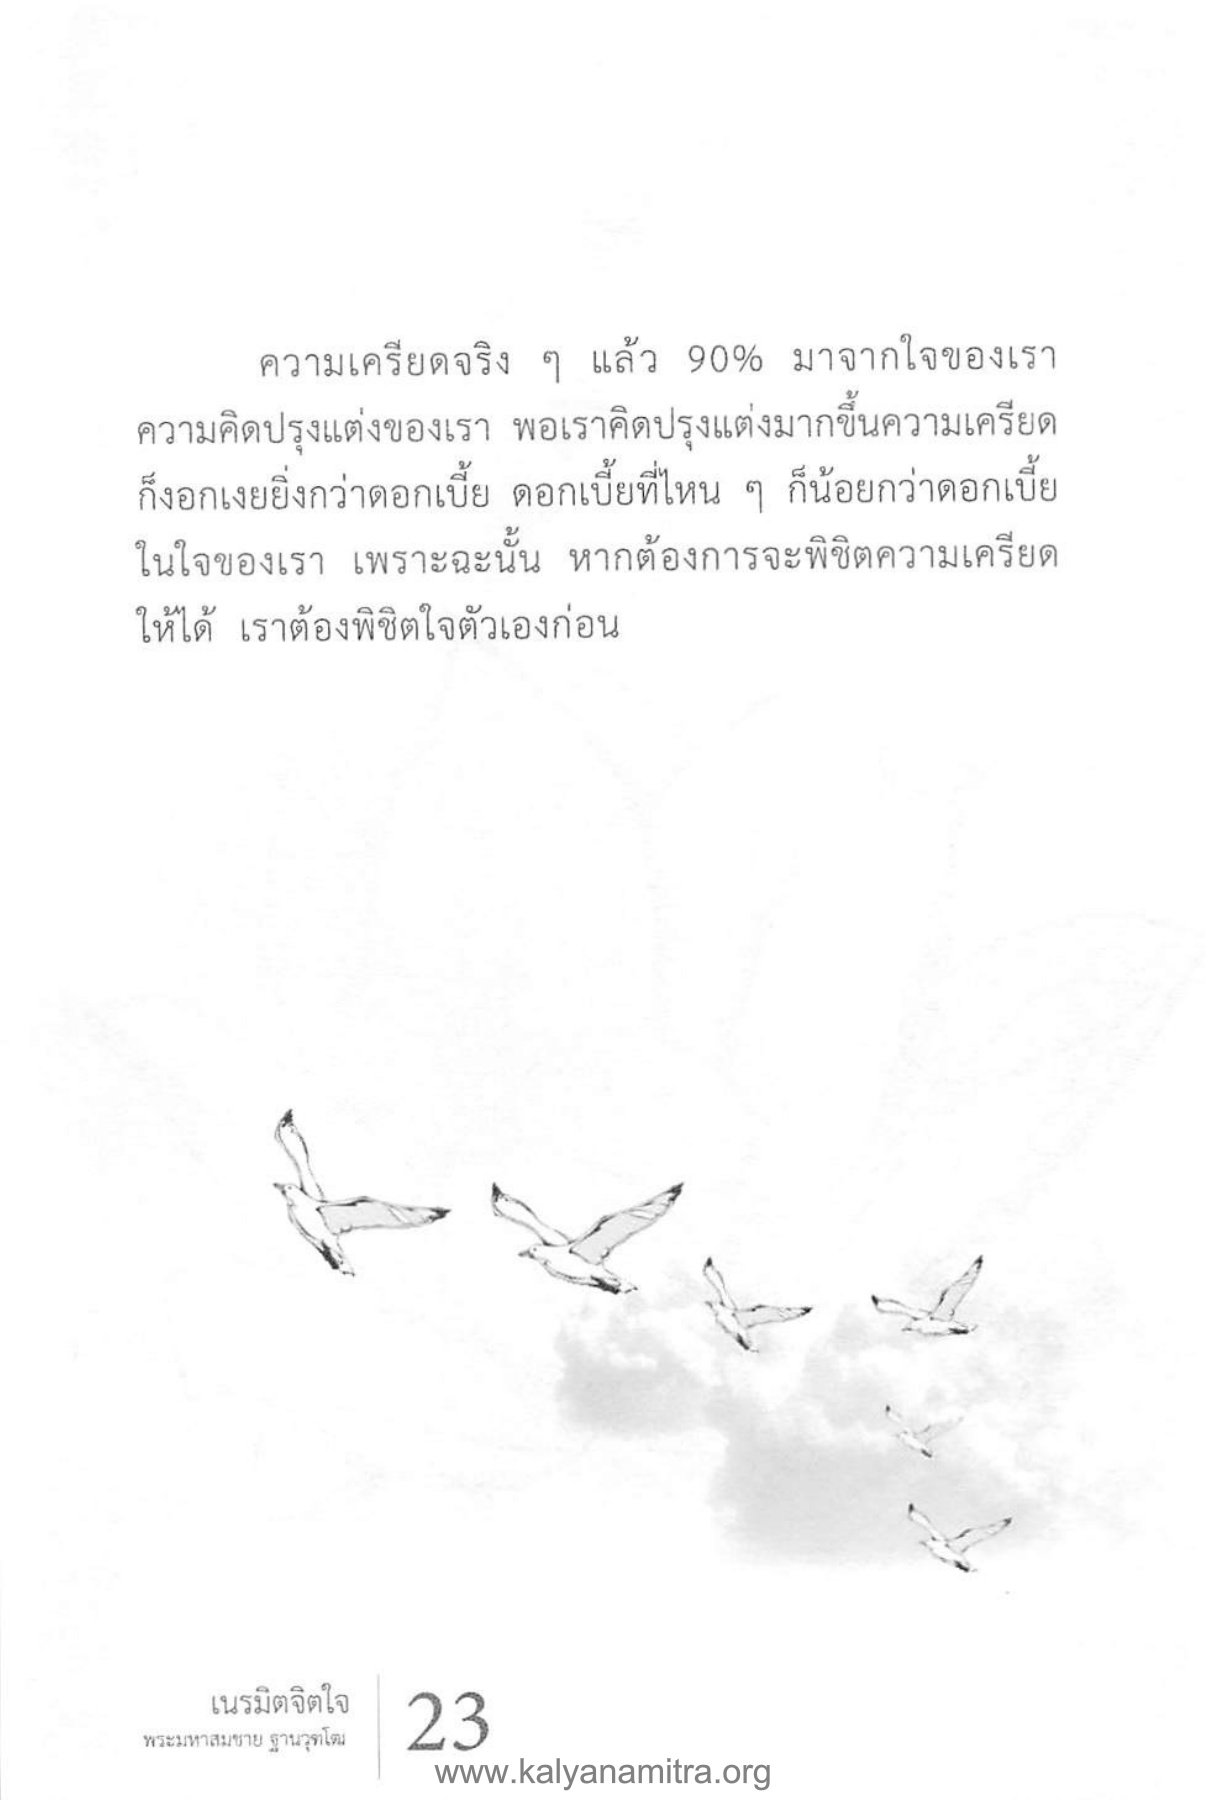 ความเครียดจริง ๆ แล้ว 90% มาจากใจของเรา
ความคิดปรุงแต่งของเรา พอเราคิดปรุงแต่งมากขึ้นความเครียด
ก็งอกเงยยิ่งกว่าดอกเบี้ย ดอกเบี้ยที่ไหน ๆ ก็น้อยกว่าดอกเบี้ย
ในใจของเรา เพราะฉะนั้น หากต้องการจะพิชิตความเครียด
ให้ได้ เราต้องพิชิตใจตัวเองก่อน
เนรมิตจิตใจ
พระมหาสมชาย ฐานวุฑฺโฒ
23
www.kalyanamitra.org